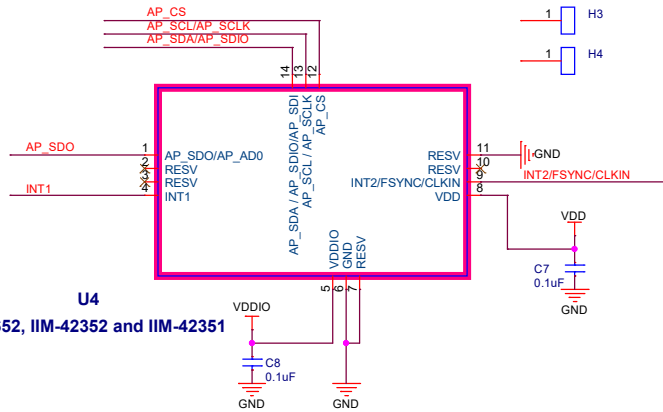 AP_CS
AP_SCL/AP_SCLK
AP_SDA/AP_SDIO
1 H3
1 H4
14 13 12
AP_SDA / AP_SDIO/AP_SDI
AP_SCL / AP_SCLK
AP_CS
AP_SDO 1 AP_SDO/AP_AD0
2 RESV
3 RESV
INT1 4 INT1
RESV 11 GND
RESV 10
INT2/FSYNC/CLKIN 9 INT2/FSYNC/CLKIN
VDD 8
VDDIO
GND
RESV
5 6 7
VDD
C7
0.1uF
GND
U4
52, IIM-42352 and IIM-42351
VDDIO
C8
0.1uF
GND
GND